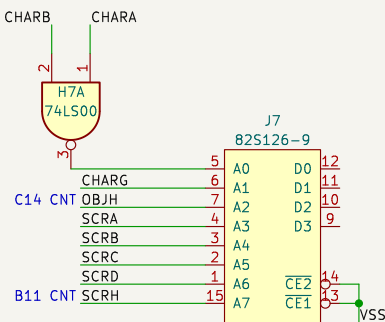 CHARB CHARA
2 1
H7A
74LS00
3
J7
82S126-9
5 A0 D0 12
CHARG 6 A1 D1 11
C14 CNT OBJH 7 A2 D2 10
SCRA 4 A3 D3 9
SCRB 3 A4
SCRC 2 A5
SCRD 1 A6 CE2 14
B11 CNT SCRH 15 A7 CE1 13
VSS